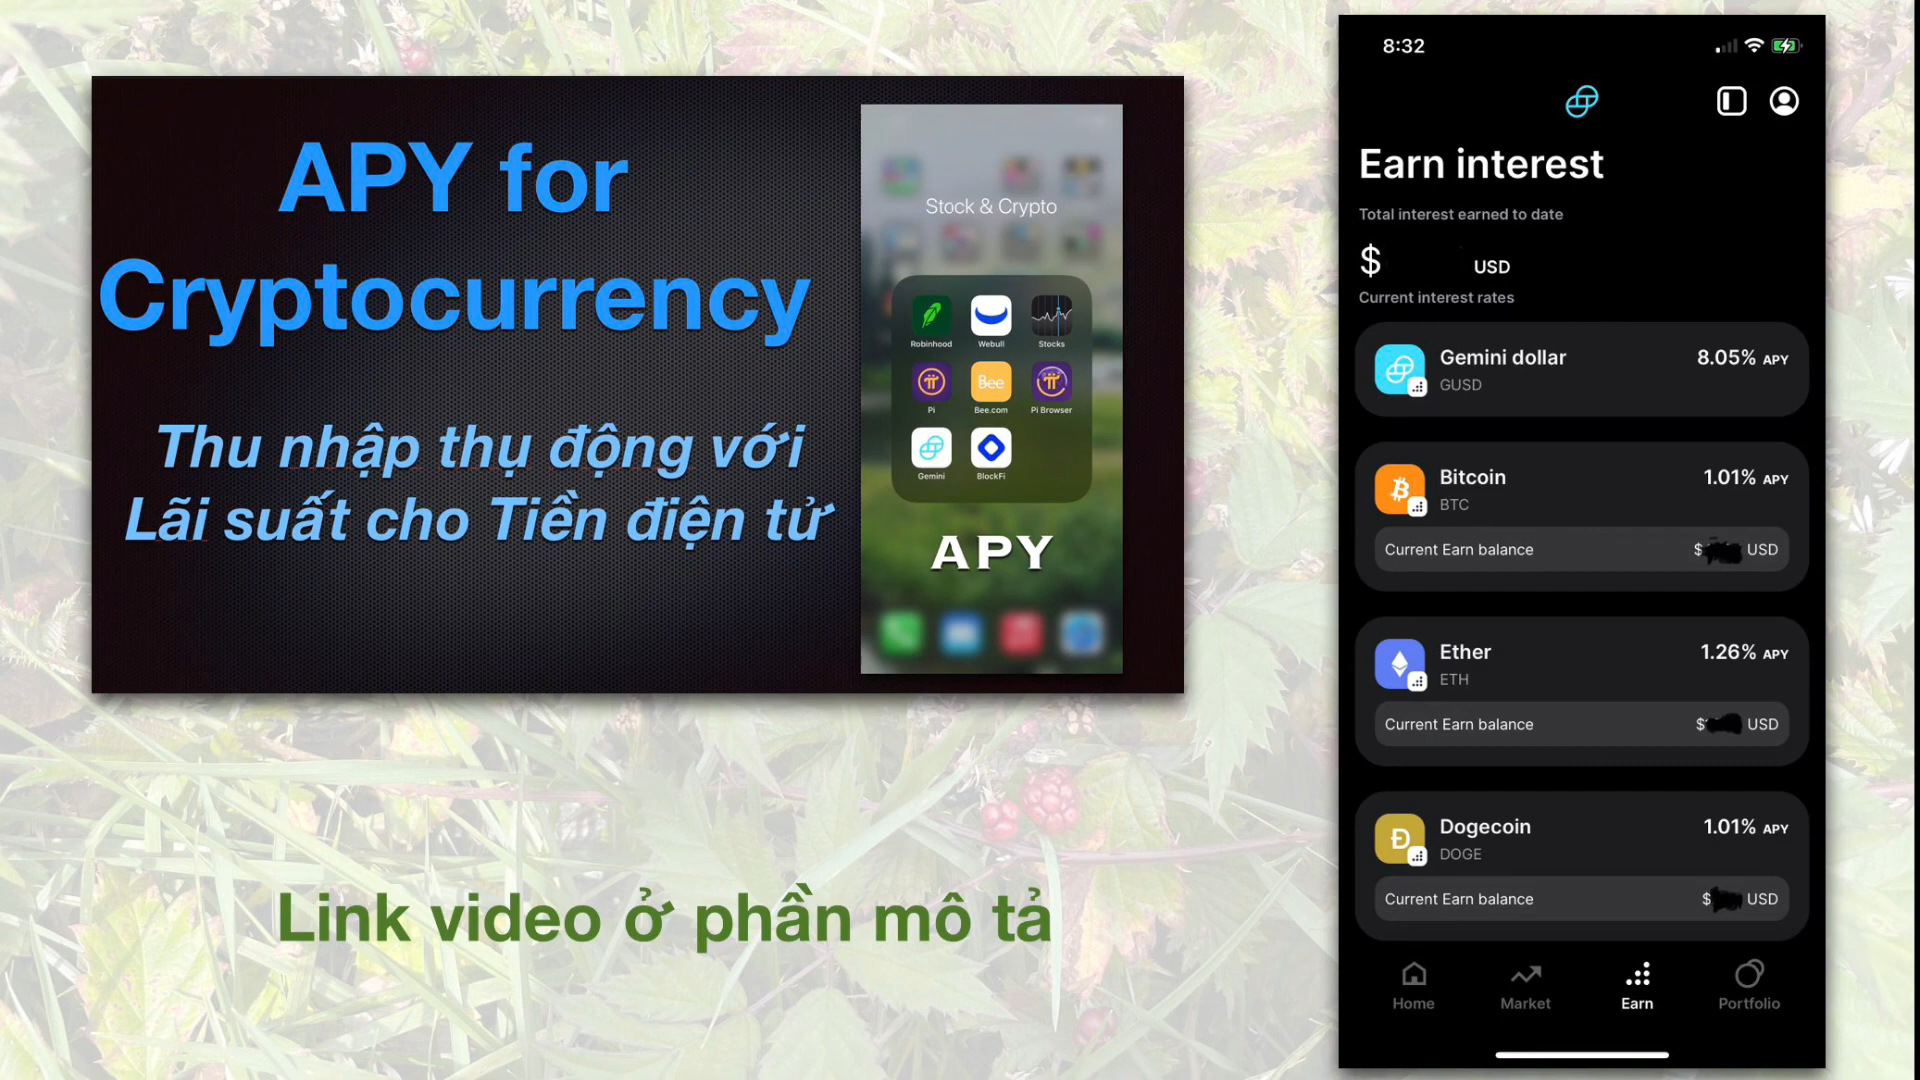 APY for
Cryptocurrency
Thu nhập thụ động với
Lãi suất cho Tiền điện tử
Stock & Crypto
Robinhood
Webull
Stocks
Pi
Bee
Bee.com
Pi Browser
Gemini
BlockFi
APY
Link video ở phần mô tả
8:32
Earn interest
Total interest earned to date
$ USD
Current interest rates
Gemini dollar 8.05% APY
GUSD
Bitcoin 1.01% APY
BTC
Current Earn balance $ USD
Ether 1.26% APY
ETH
Current Earn balance $ USD
Dogecoin 1.01% APY
DOGE
Current Earn balance $ USD
Home Market Earn Portfolio